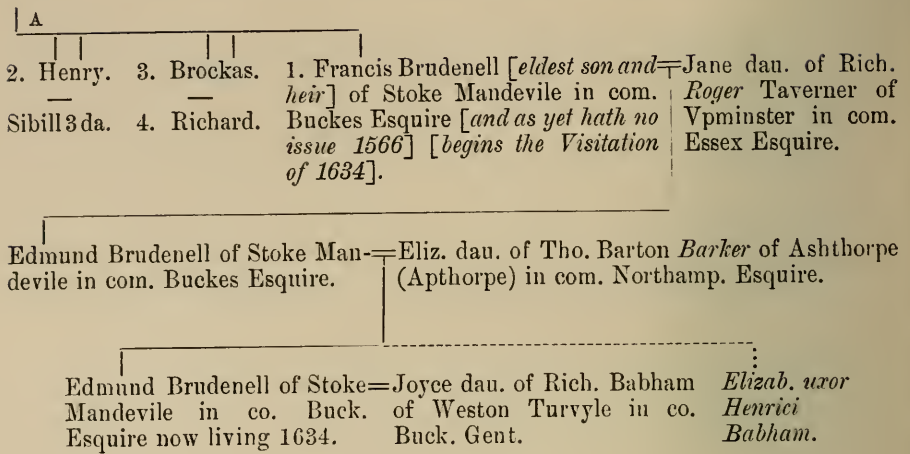 A
2. Henry. 3. Brockas. 1. Francis Brudenell [eldest son and=Jane dau. of Rich.
— — heir] of Stoke Mandevile in com. Roger Taverner of
Sibill 3 da. 4. Richard. Buckes Esquire [and as yet hath no Vpminster in com.
issue 1566] [begins the Visitation Essex Esquire.
of 1634].
Edmund Brudenell of Stoke Man-=Eliz. dau. of Tho. Barton Barker of Ashthorpe
devile in com. Buckes Esquire. (Apthorpe) in com. Northamp. Esquire.
Edmund Brudenell of Stoke=Joyce dau. of Rich. Babham Elizab. uxor
Mandevile in co. Buck. of Weston Turvyle in co. Henrici
Esquire now living 1634. Buck. Gent. Babham.